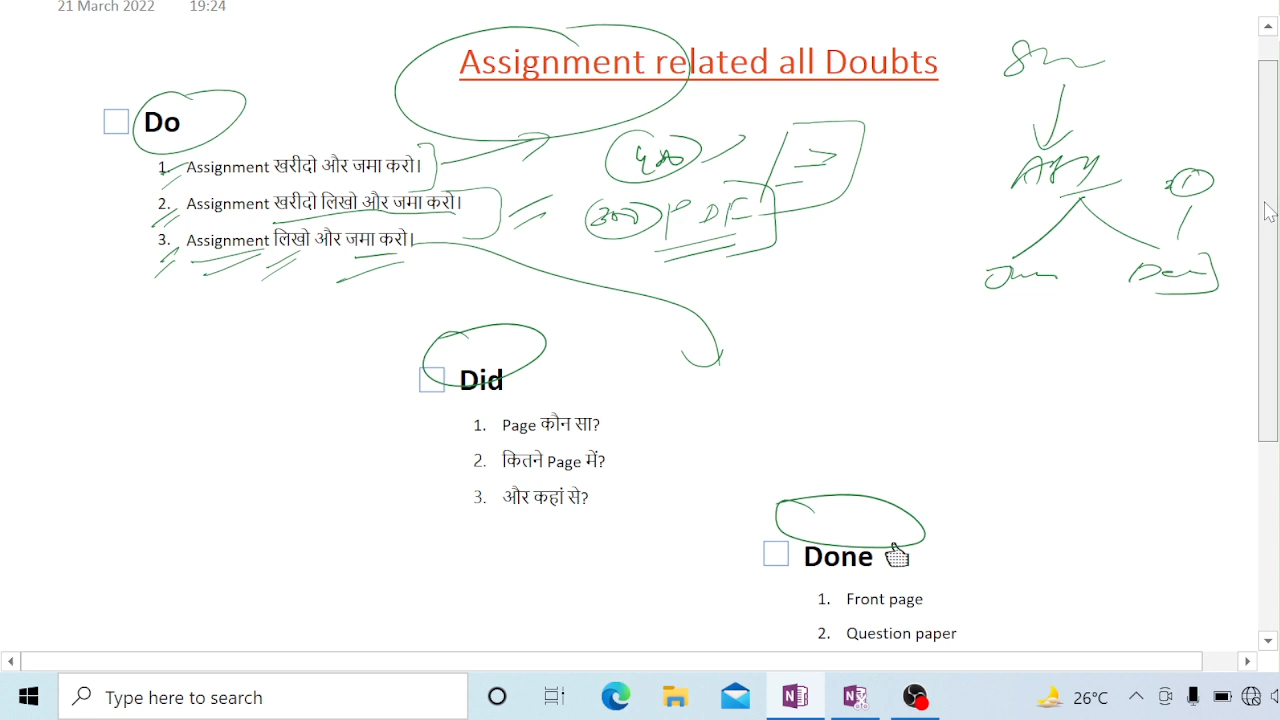 21 March 2022 19:24
Assignment related all Doubts
Do
1. Assignment खरीदो और जमा करो।
2. Assignment खरीदो लिखो और जमा करो।
3. Assignment लिखो और जमा करो।
PDF
Did
1. Page कौन सा?
2. कितने Page में?
3. और कहां से?
Done
1. Front page
2. Question paper
Type here to search
26°C